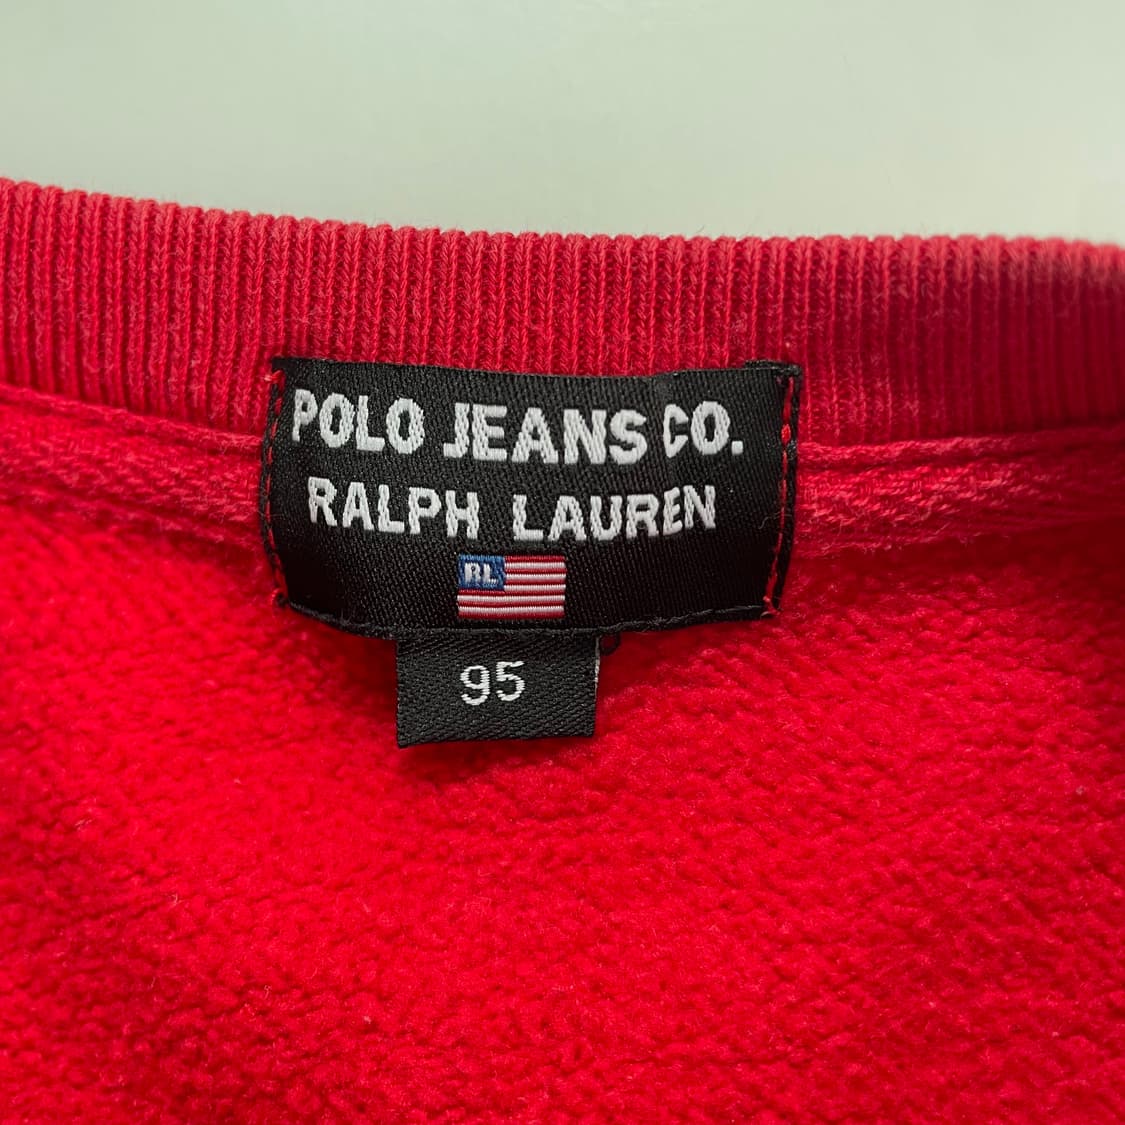 POLO JEANS CO.
RALPH LAUREN
RL
95